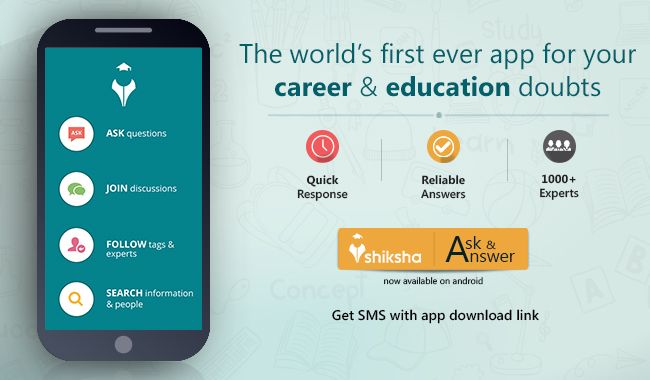 ASK
ASK questions
JOIN discussions
FOLLOW tags &
experts
SEARCH information
& people
The world's first ever app for your
career & education doubts
Quick
Response
Reliable
Answers
1000+
Experts
shiksha
Ask &
Answer
now available on android
Get SMS with app download link
Study
Concept